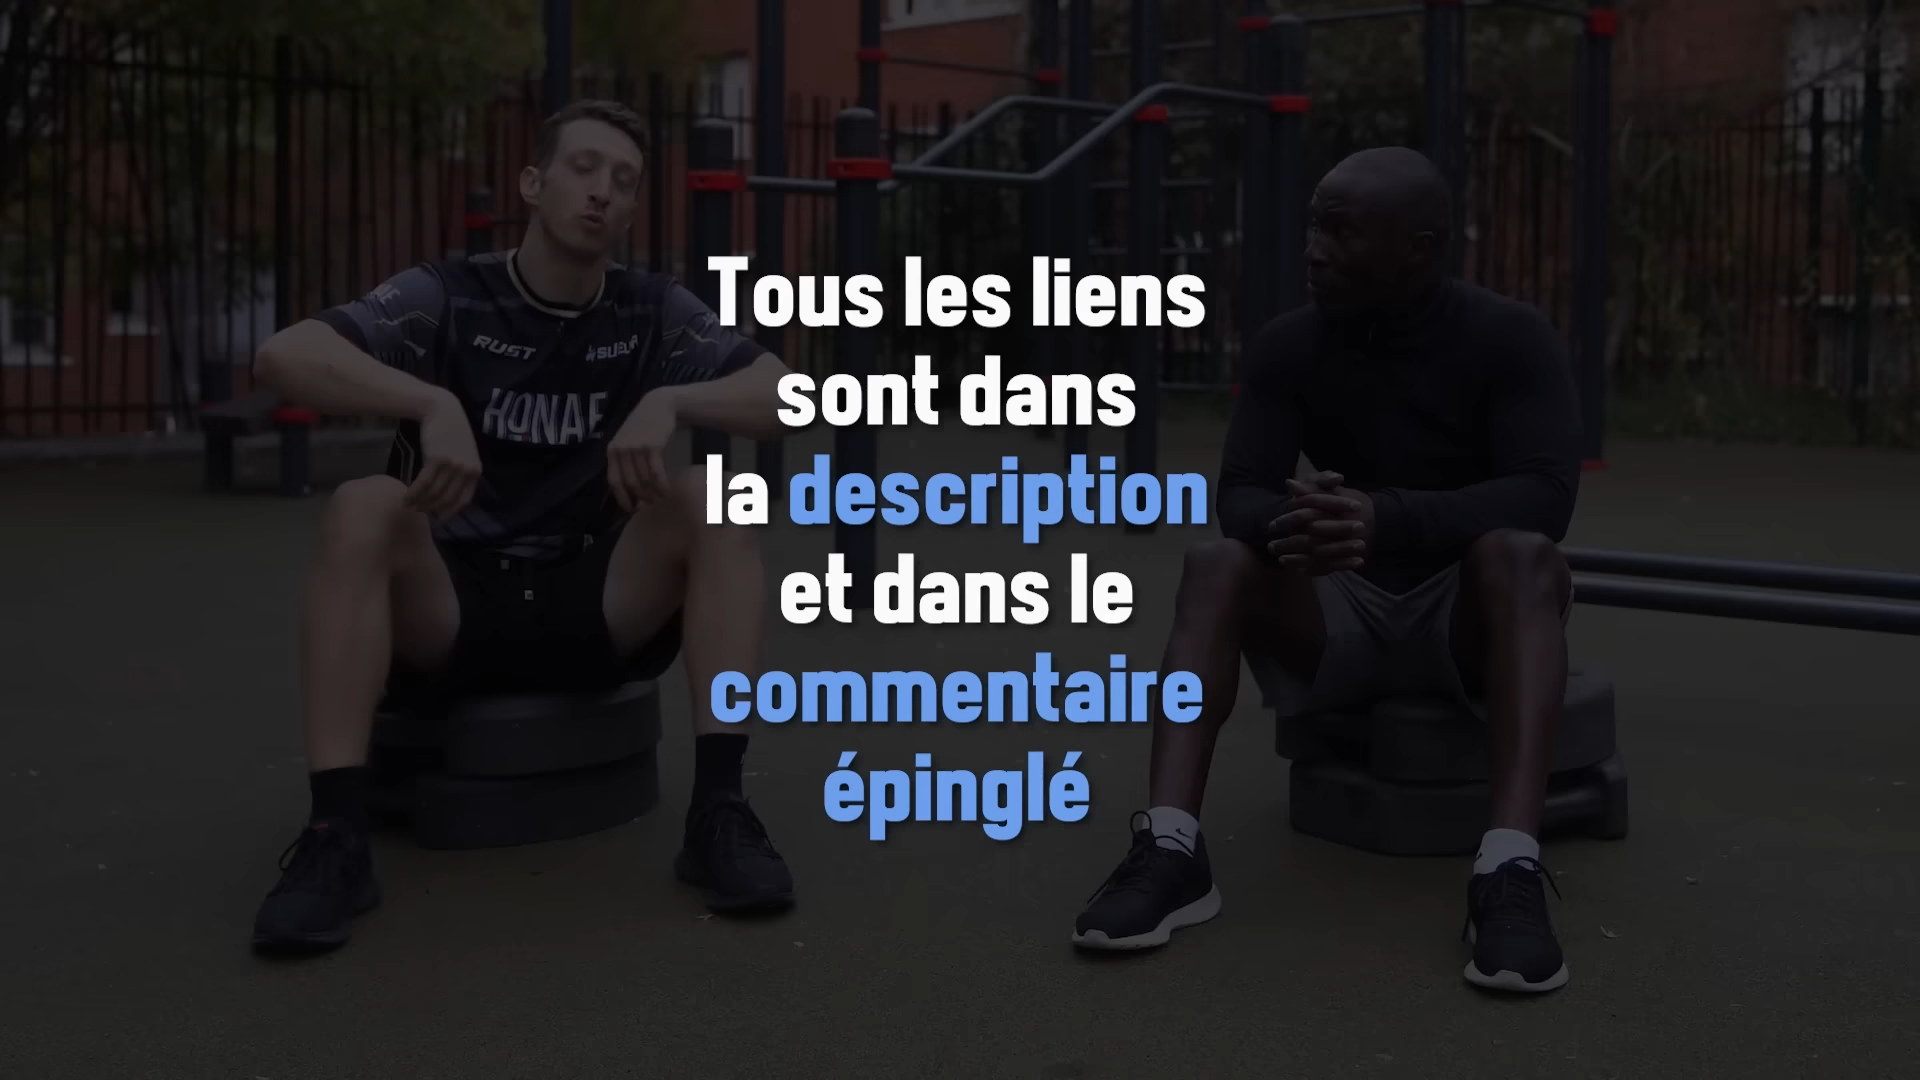 Tous les liens
sont dans
la description
et dans le
commentaire
épinglé
RUST
HONAE